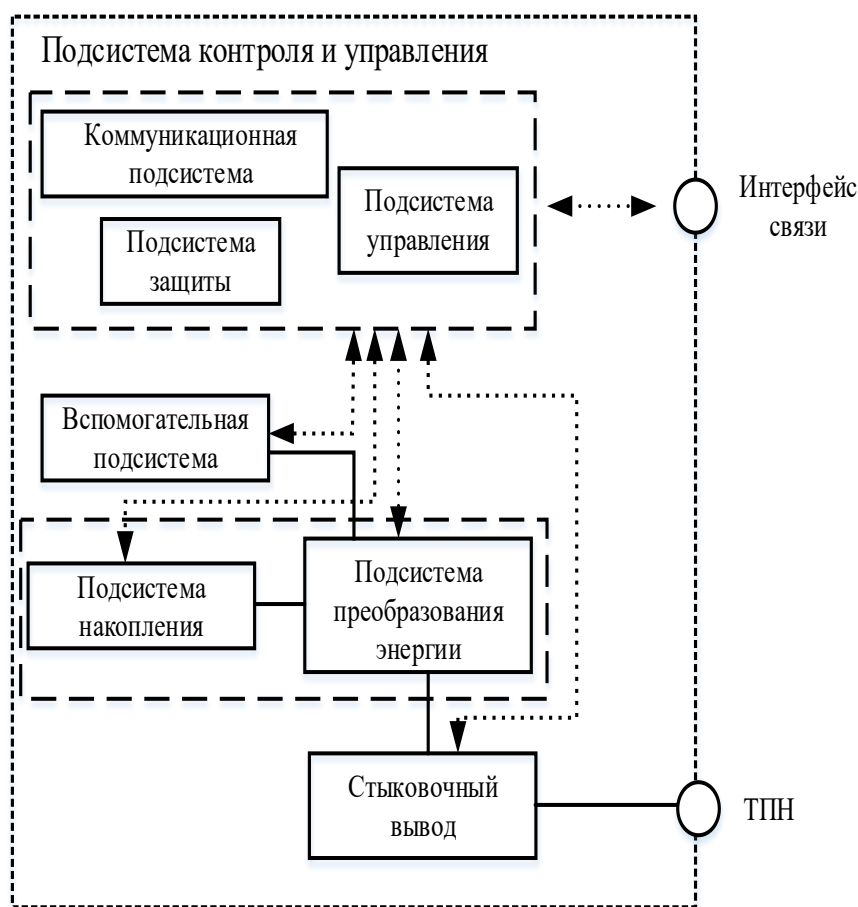 Подсистема контроля и управления
Коммуникационная
подсистема
Подсистема
управления
Подсистема
защиты
Интерфейс
связи
Вспомогательная
подсистема
Подсистема
накопления
Подсистема
преобразования
энергии
Стыковочный
вывод
ТПН